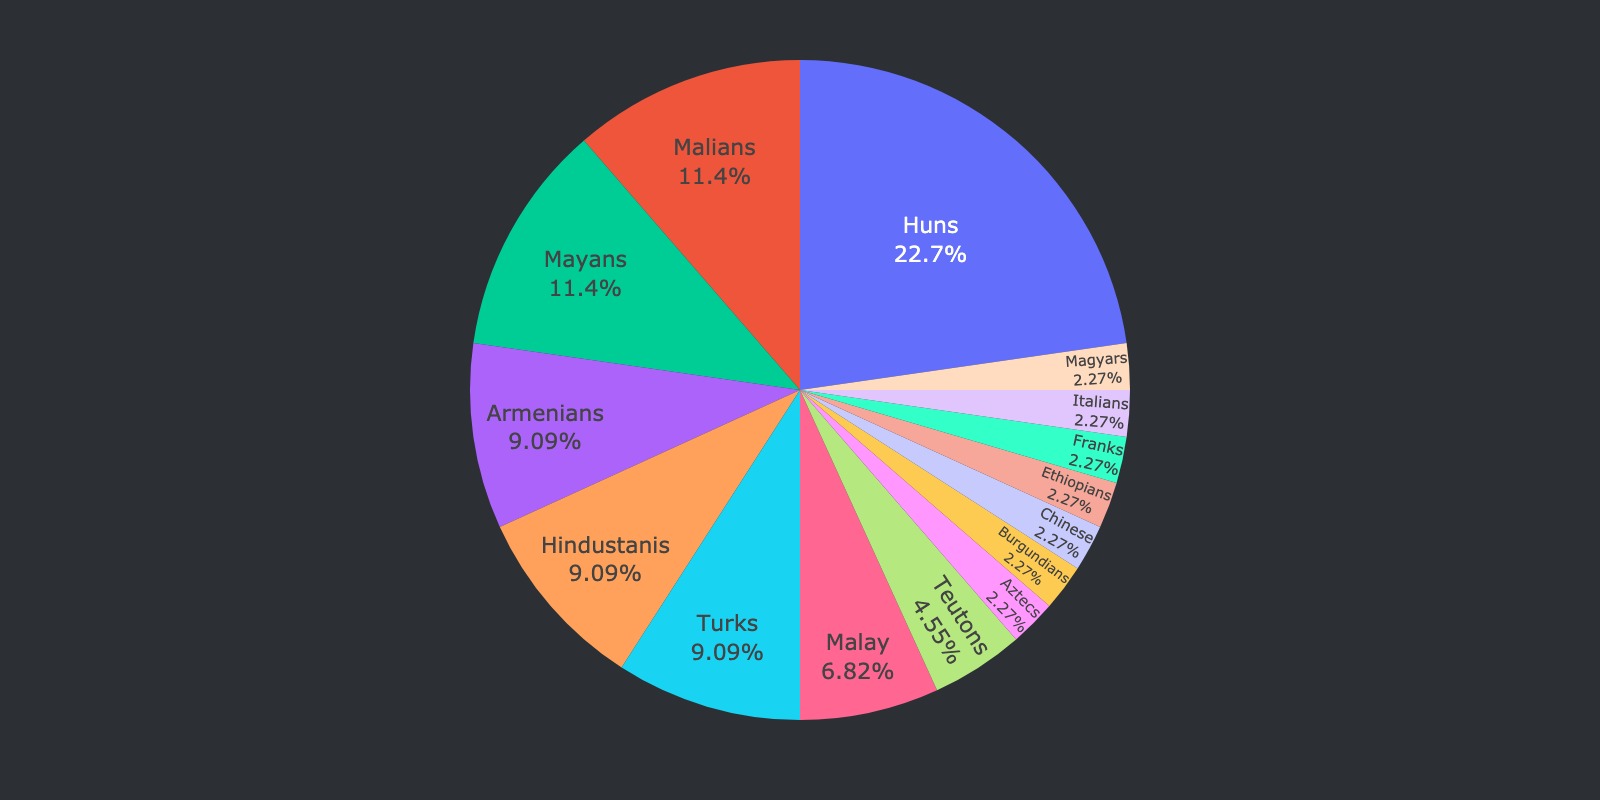 Huns
22.7%
Malians
11.4%
Mayans
11.4%
Armenians
9.09%
Hindustanis
9.09%
Turks
9.09%
Malay
6.82%
Teutons
4.55%
Aztecs
2.27%
Burgundians
2.27%
Chinese
2.27%
Ethiopians
2.27%
Franks
2.27%
Italians
2.27%
Magyars
2.27%